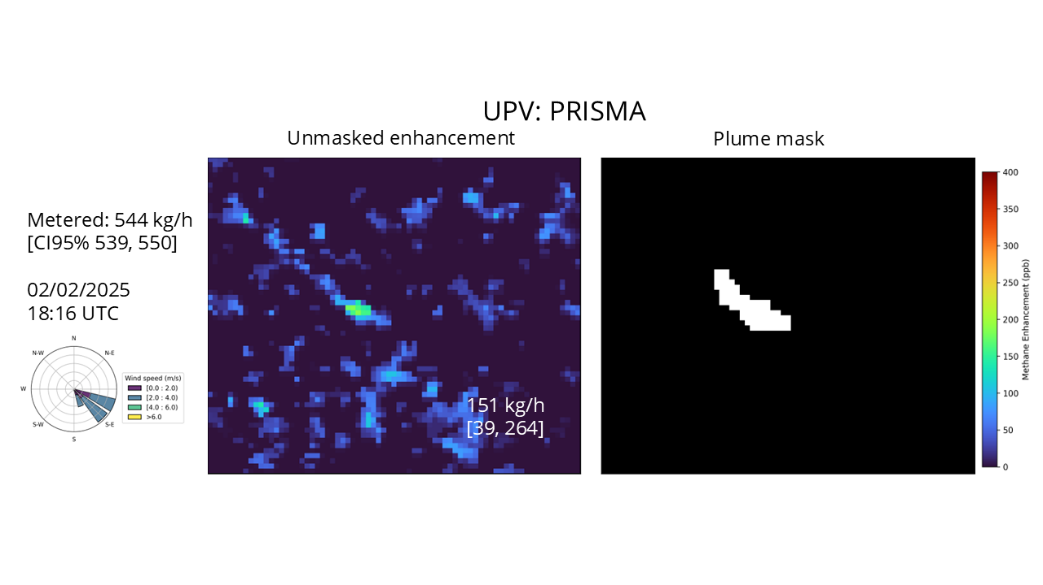 UPV: PRISMA
Unmasked enhancement
Plume mask
Metered: 544 kg/h
[CI95% 539, 550]
02/02/2025
18:16 UTC
N
N-W
N-E
W
S-W
S-E
S
Wind speed (m/s)
[0.0 : 2.0)
[2.0 : 4.0)
[4.0 : 6.0)
>6.0
151 kg/h
[39, 264]
400
350
300
250
200
150
100
50
0
Methane Enhancement (ppb)